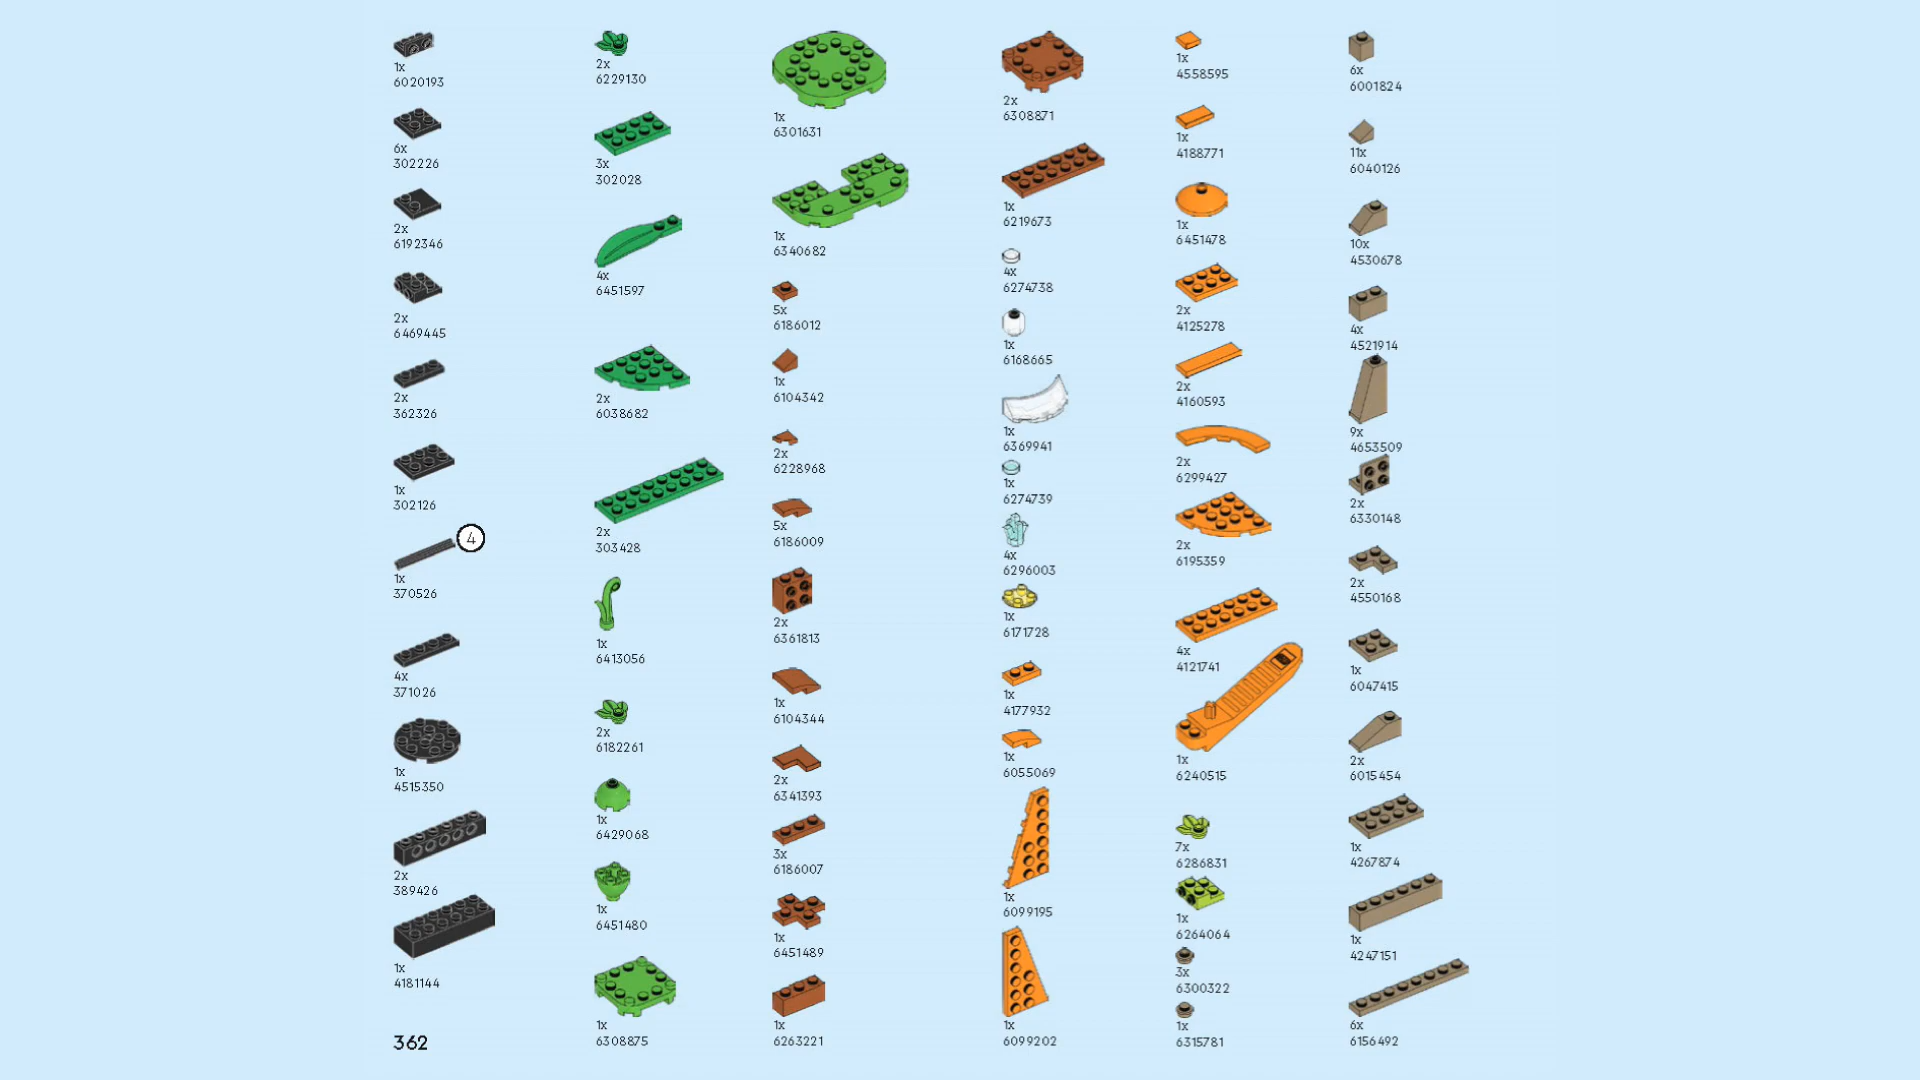 1x
6020193
6x
302226
2x
6192346
2x
6469445
2x
362326
1x
302126
4
1x
370526
4x
371026
1x
4515350
2x
389426
1x
4181144
362
2x
6229130
3x
302028
4x
6451597
2x
6038682
2x
303428
1x
6413056
2x
6182261
1x
6429068
1x
6451480
1x
6308875
1x
6301631
1x
6340682
5x
6186012
1x
6104342
2x
6228968
5x
6186009
2x
6361813
1x
6104344
2x
6341393
3x
6186007
1x
6451489
1x
6263221
2x
6308871
1x
6219673
4x
6274738
1x
6168665
1x
6369941
1x
6274739
4x
6296003
1x
6171728
1x
4177932
1x
6055069
1x
6099195
1x
6099202
1x
4558595
1x
4188771
1x
6451478
2x
4125278
2x
4160593
2x
6299427
2x
6195359
4x
4121741
1x
6240515
7x
6286831
1x
6264064
3x
6300322
1x
6315781
6x
6001824
11x
6040126
10x
4530678
4x
4521914
9x
4653509
2x
6330148
2x
4550168
1x
6047415
2x
6015454
1x
4267874
1x
4247151
6x
6156492